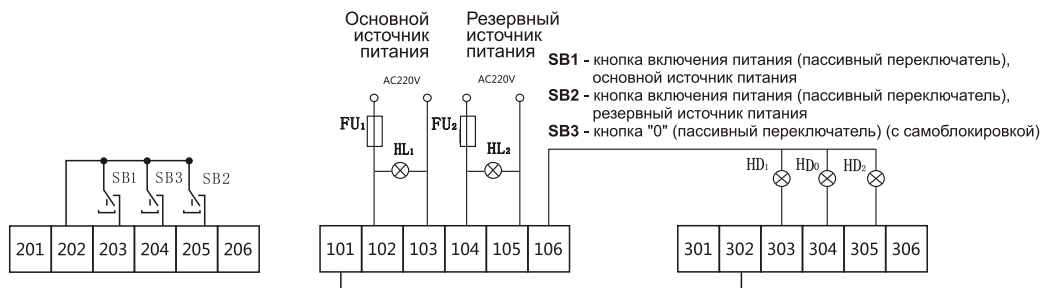 Основной
источник
питания
Резервный
источник
питания
SB1 - кнопка включения питания (пассивный переключатель),
основной источник питания
SB2 - кнопка включения питания (пассивный переключатель),
резервный источник питания
SB3 - кнопка "0" (пассивный переключатель) (с самоблокировкой)
AC220V AC220V
FU1 FU2
HL1 HL2
HD1 HD0 HD2
SB1 SB3 SB2
201 202 203 204 205 206
101 102 103 104 105 106
301 302 303 304 305 306